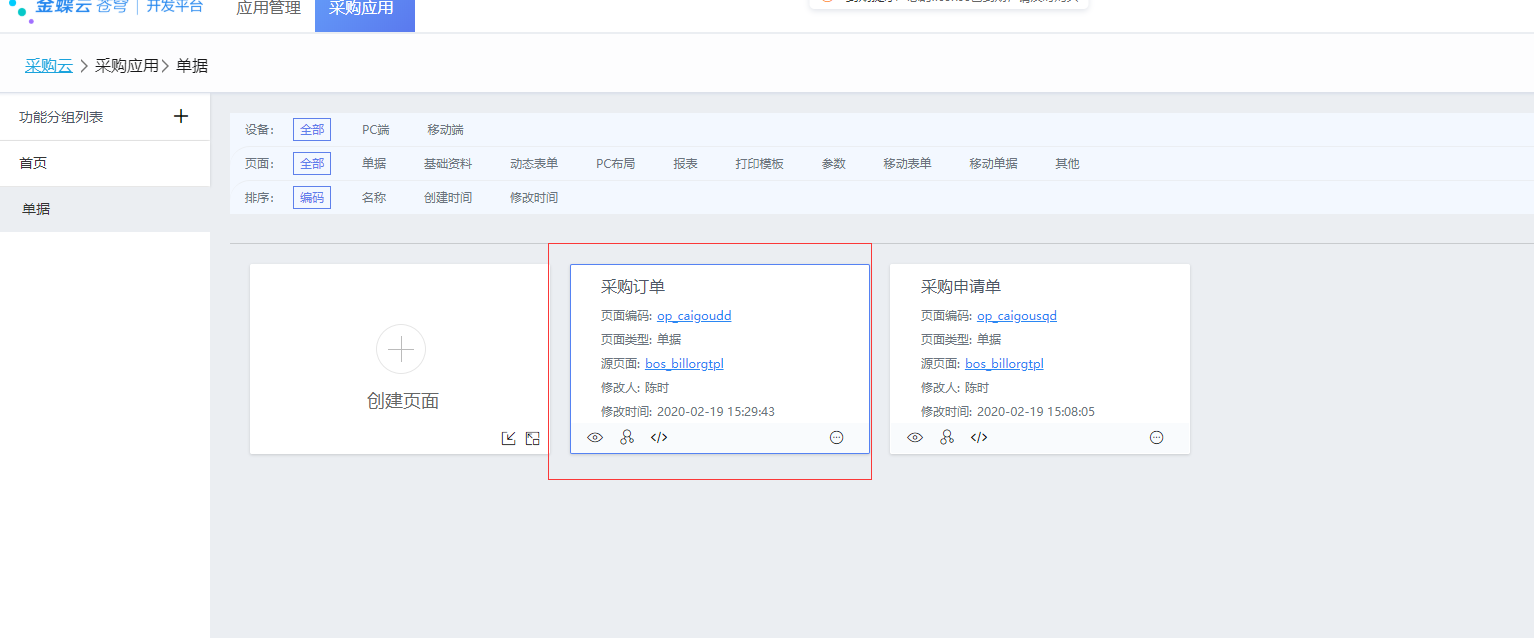 金蝶云 苍穹 | 开发平台 应用管理 采购应用
采购云 > 采购应用 > 单据
功能分组列表
首页
单据
设备: 全部 PC端 移动端
页面: 全部 单据 基础资料 动态表单 PC布局 报表 打印模板 参数 移动表单 移动单据 其他
排序: 编码 名称 创建时间 修改时间
创建页面
采购订单
页面编码: op_caigoudd
页面类型: 单据
源页面: bos_billorgtpl
修改人: 陈时
修改时间: 2020-02-19 15:29:43
采购申请单
页面编码: op_caigousqd
页面类型: 单据
源页面: bos_billorgtpl
修改人: 陈时
修改时间: 2020-02-19 15:08:05